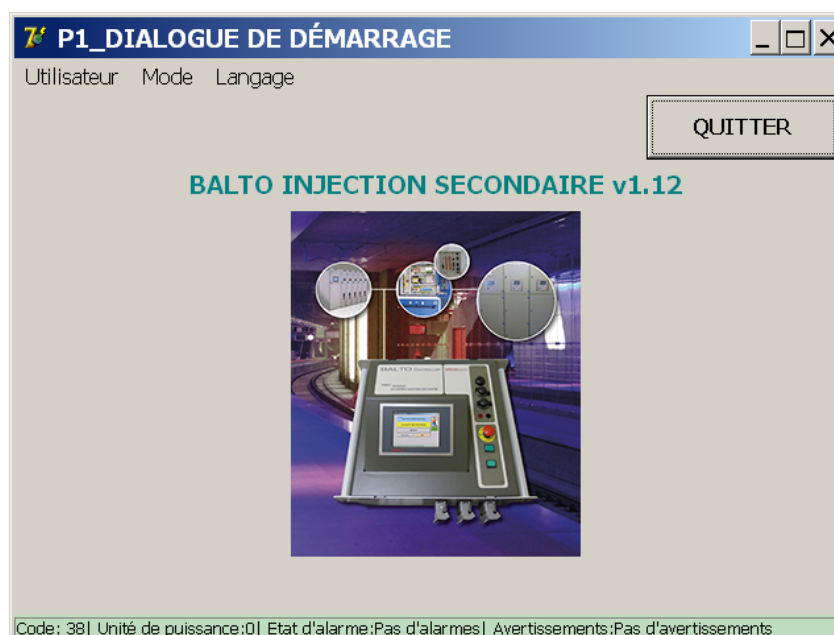 P1_DIALOGUE DE DÉMARRAGE
Utilisateur Mode Langage
QUITTER
BALTO INJECTION SECONDAIRE v1.12
BALTO
Code: 38| Unité de puissance:0| Etat d'alarme:Pas d'alarmes| Avertissements:Pas d'avertissements